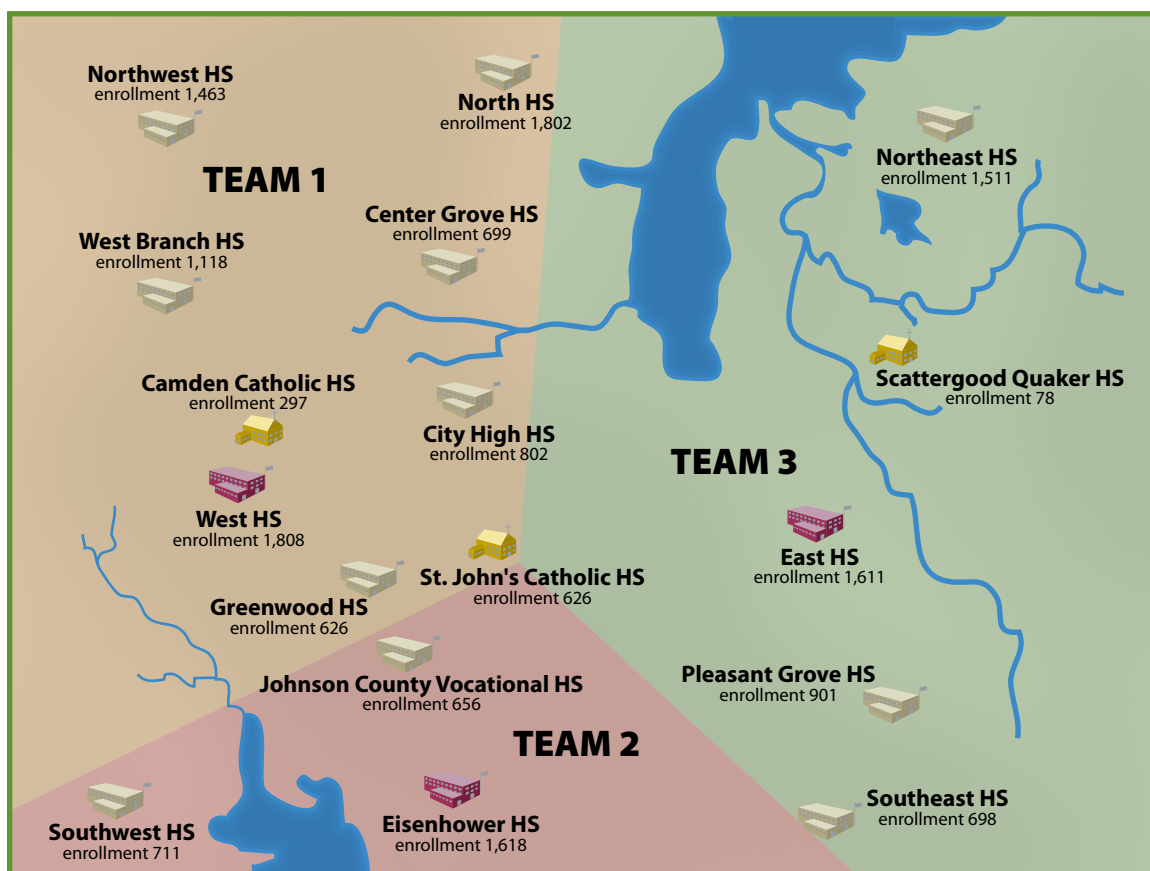 Northwest HS
enrollment 1,463
North HS
enrollment 1,802
Northeast HS
enrollment 1,511
TEAM 1
Center Grove HS
enrollment 699
West Branch HS
enrollment 1,118
Scattergood Quaker HS
enrollment 78
Camden Catholic HS
enrollment 297
City High HS
enrollment 802
TEAM 3
West HS
enrollment 1,808
East HS
enrollment 1,611
St. John's Catholic HS
enrollment 626
Greenwood HS
enrollment 626
Johnson County Vocational HS
enrollment 656
Pleasant Grove HS
enrollment 901
TEAM 2
Southeast HS
enrollment 698
Southwest HS
enrollment 711
Eisenhower HS
enrollment 1,618